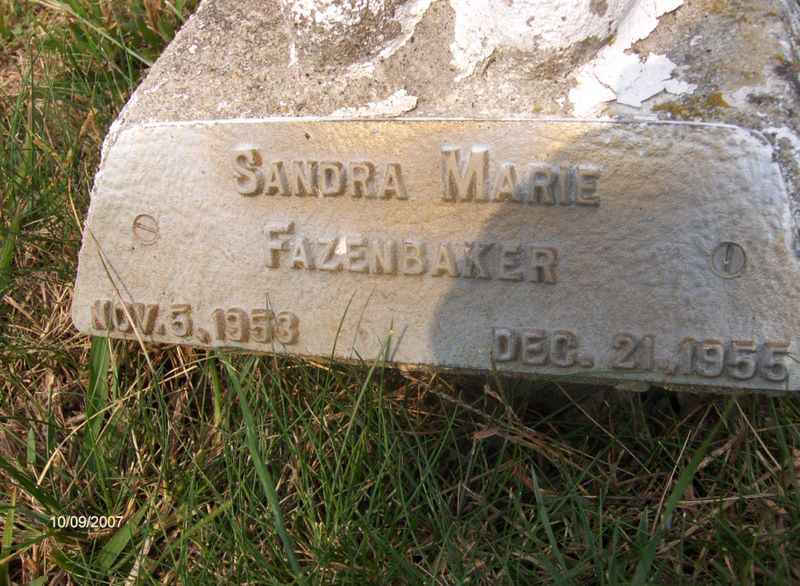 SANDRA MARIE
FAZENBAKER
NOV. 5, 1953 DEC. 21, 1955
10/09/2007